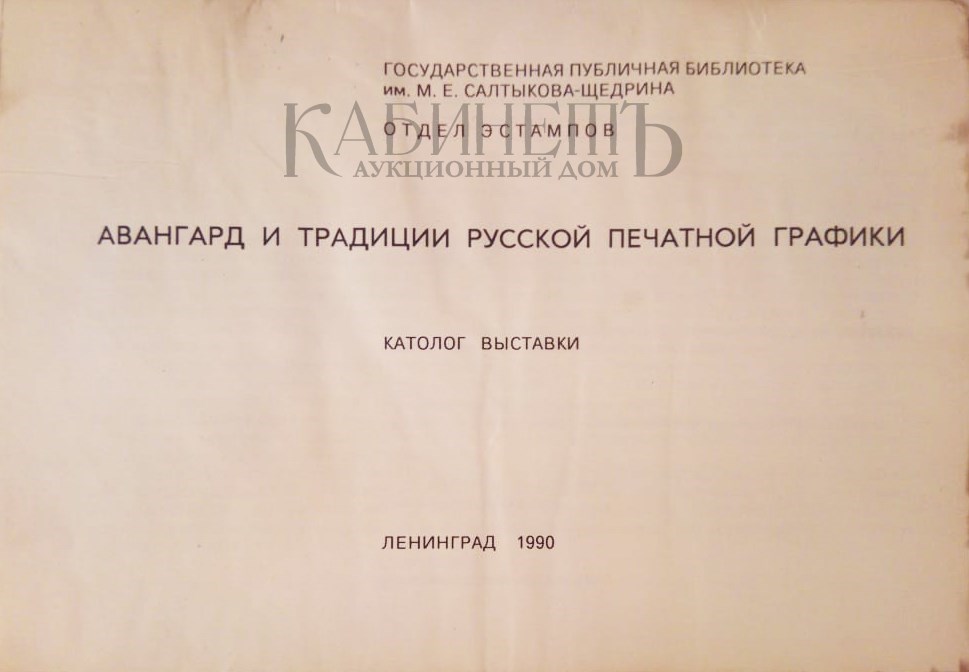 ГОСУДАРСТВЕННАЯ ПУБЛИЧНАЯ БИБЛИОТЕКА
им. М. Е. САЛТЫКОВА-ЩЕДРИНА
КАБИНЕТЪ
ОТДЕЛ ЭСТАМПОВ
АУКЦИОННЫЙ ДОМ
АВАНГАРД И ТРАДИЦИИ РУССКОЙ ПЕЧАТНОЙ ГРАФИКИ
КАТОЛОГ ВЫСТАВКИ
ЛЕНИНГРАД 1990